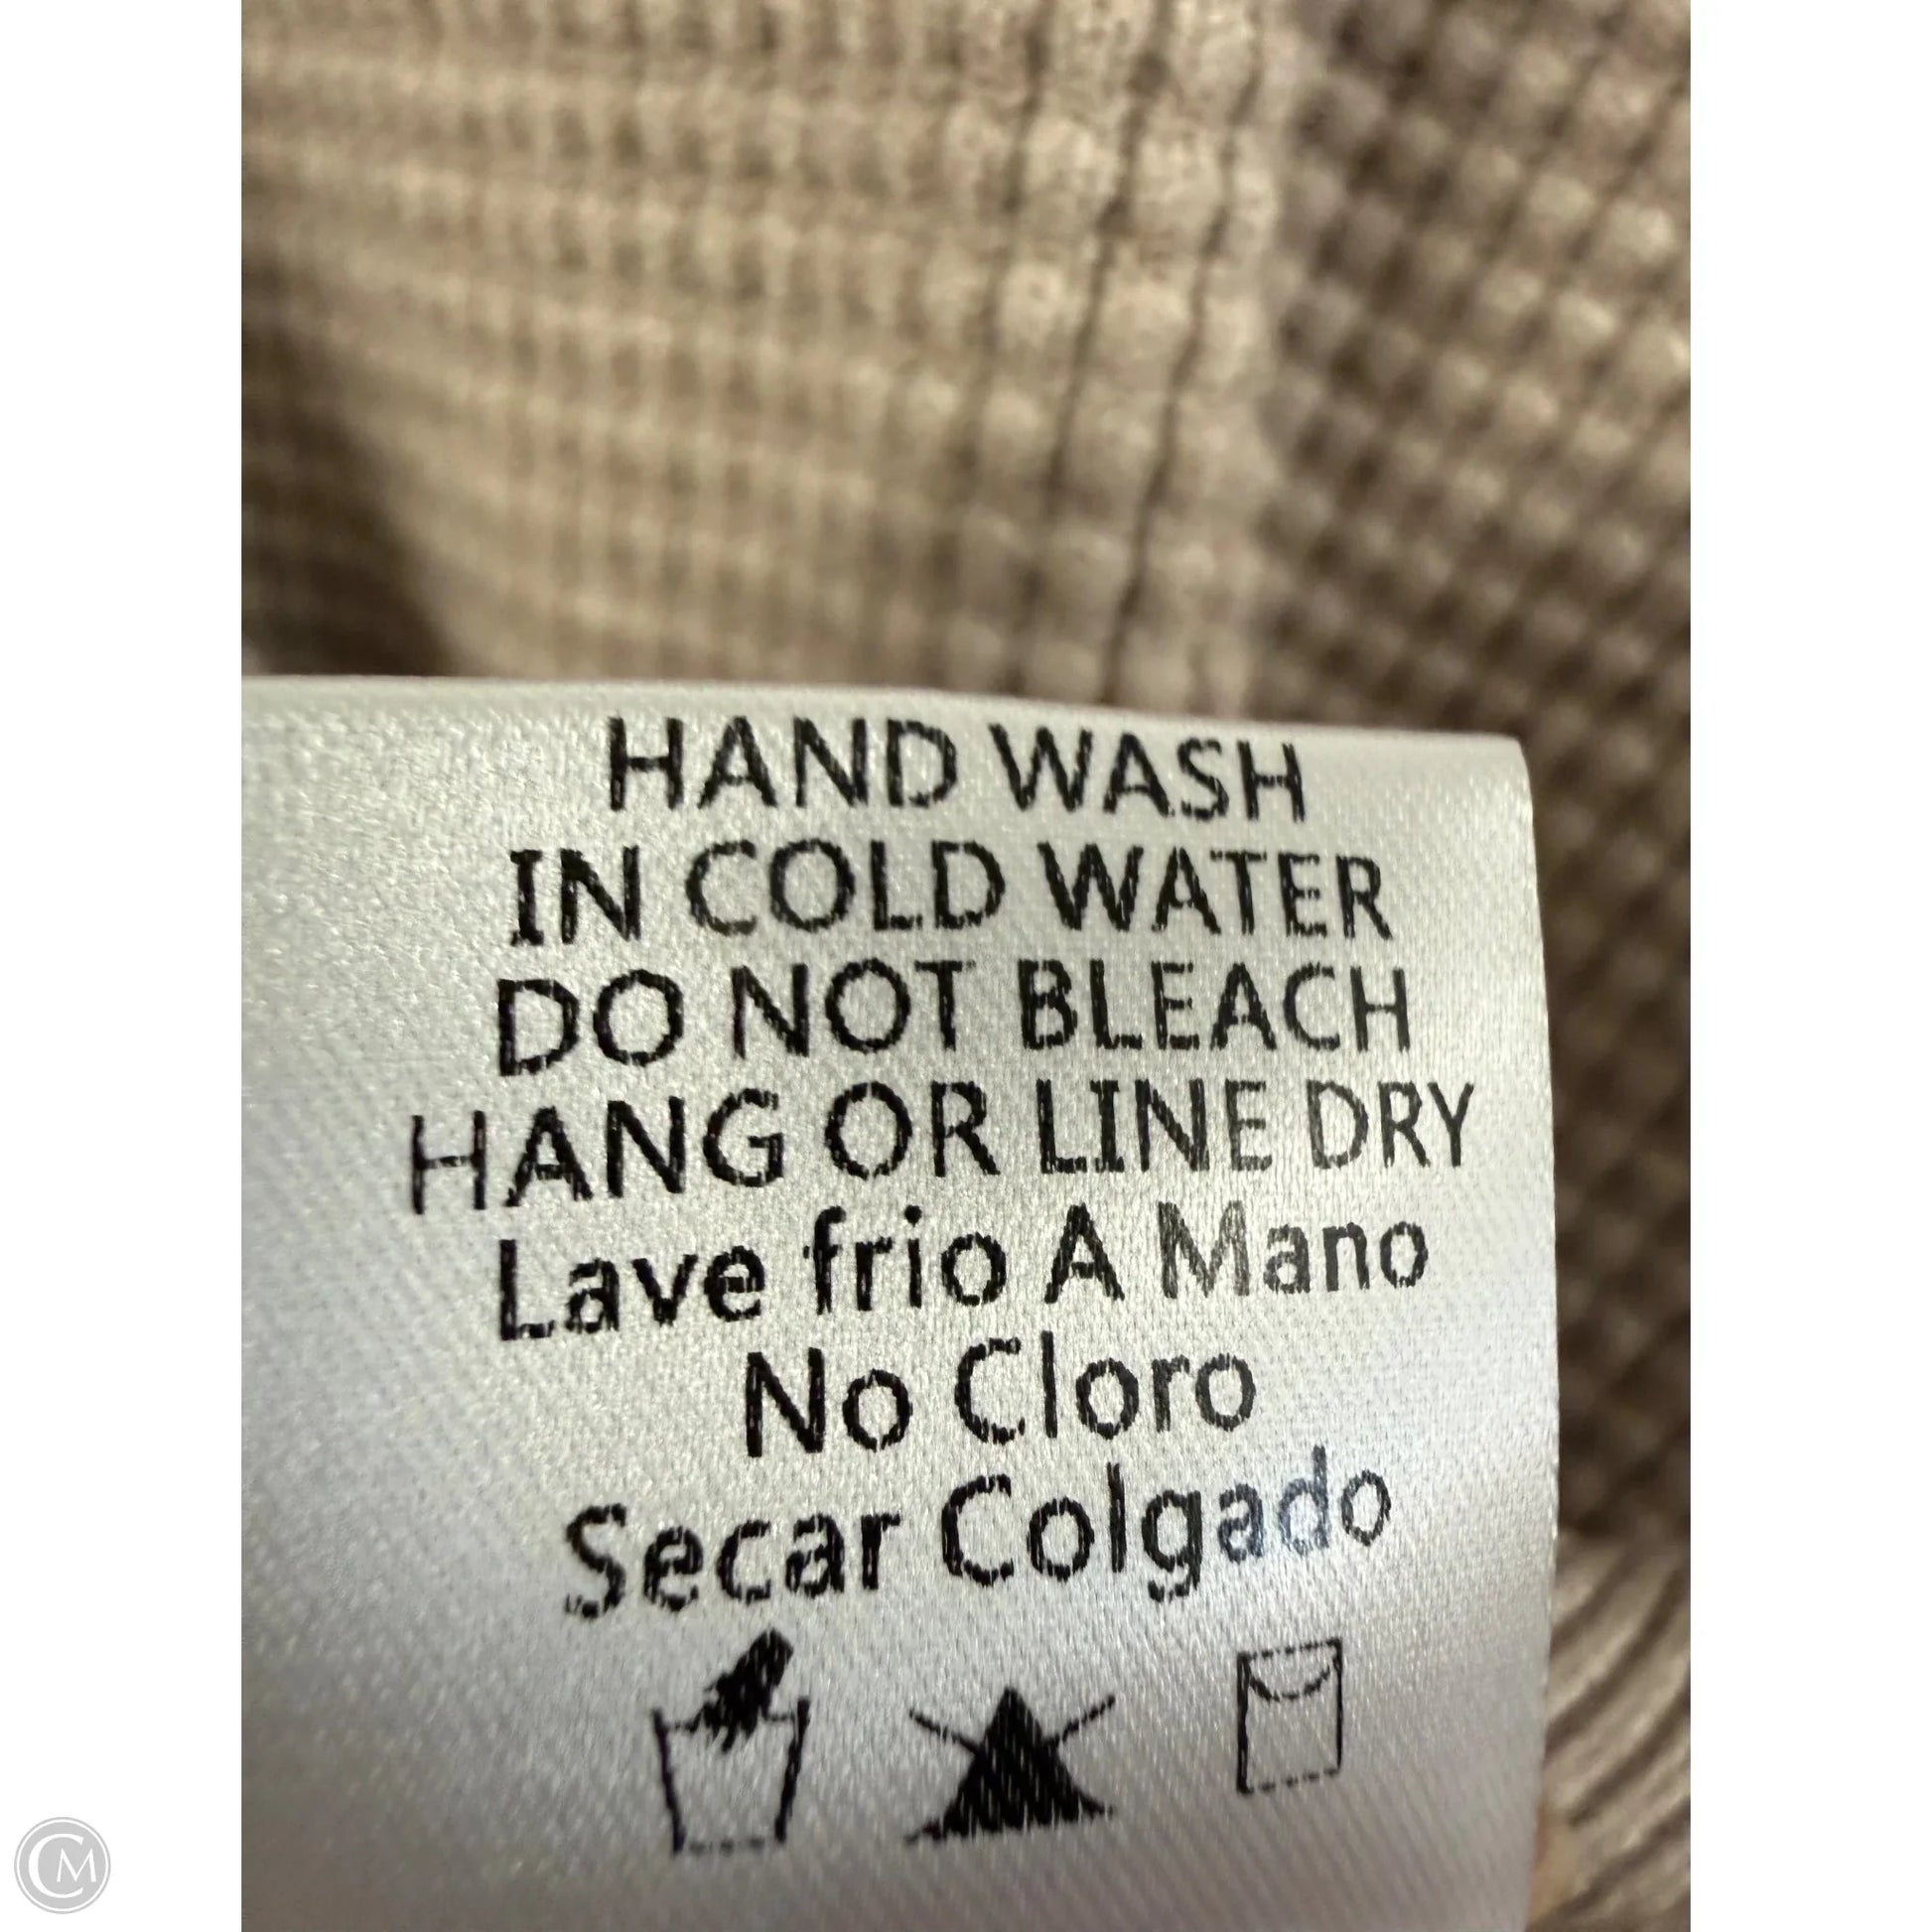 HAND WASH
IN COLD WATER
DO NOT BLEACH
HANG OR LINE DRY
Lave frio A Mano
No Cloro
Secar Colgado
CM